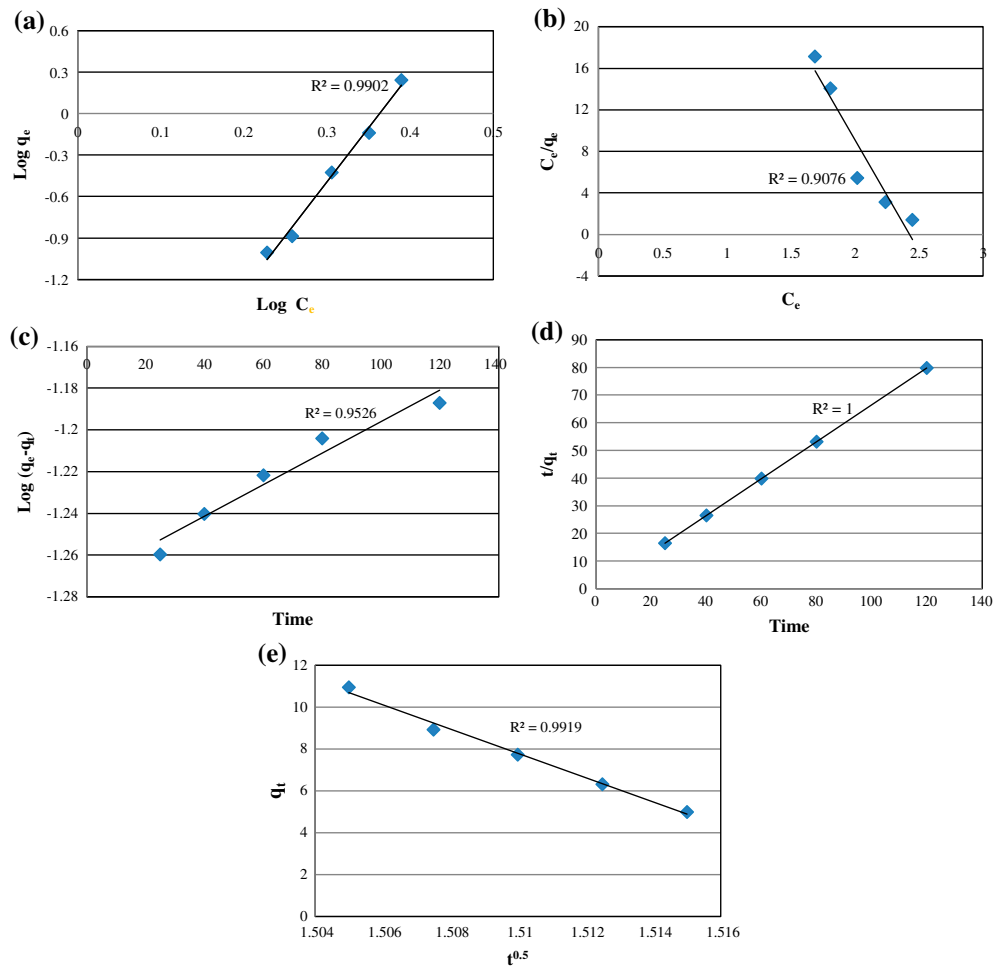 (a)
0.6
0.3
0
-0.3
-0.6
-0.9
-1.2
0 0.1 0.2 0.3 0.4 0.5
R² = 0.9902
Log qe
Log Ce
(b)
20
16
12
8
4
0
-4
0 0.5 1 1.5 2 2.5 3
R² = 0.9076
Ce/qe
Ce
(c)
-1.16
-1.18
-1.2
-1.22
-1.24
-1.26
-1.28
0 20 40 60 80 100 120 140
R² = 0.9526
Log (qe-qt)
Time
(d)
90
80
70
60
50
40
30
20
10
0
0 20 40 60 80 100 120 140
R² = 1
t/qt
Time
(e)
12
10
8
6
4
2
0
1.504 1.506 1.508 1.51 1.512 1.514 1.516
R² = 0.9919
qt
t0.5